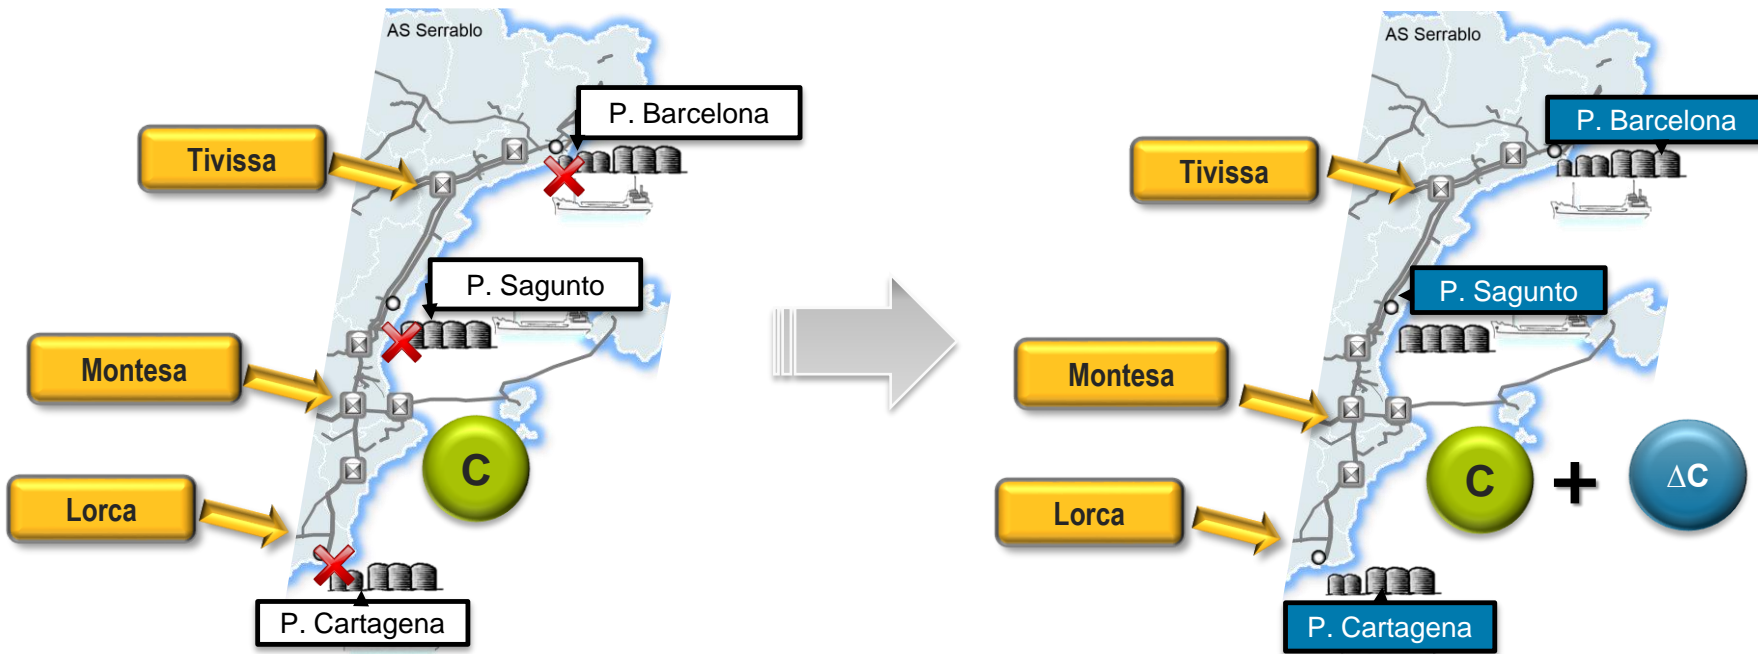 AS Serrablo
P. Barcelona
Tivissa
P. Sagunto
Montesa
C
Lorca
P. Cartagena
AS Serrablo
P. Barcelona
Tivissa
P. Sagunto
Montesa
C + ΔC
Lorca
P. Cartagena